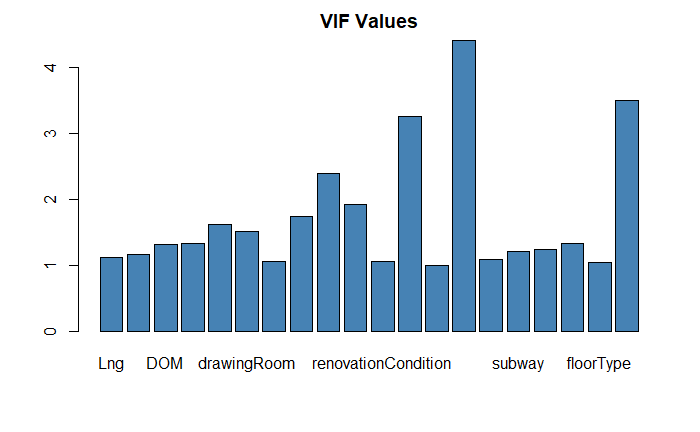 VIF Values
4
3
2
1
0
Lng DOM drawingRoom renovationCondition subway floorType